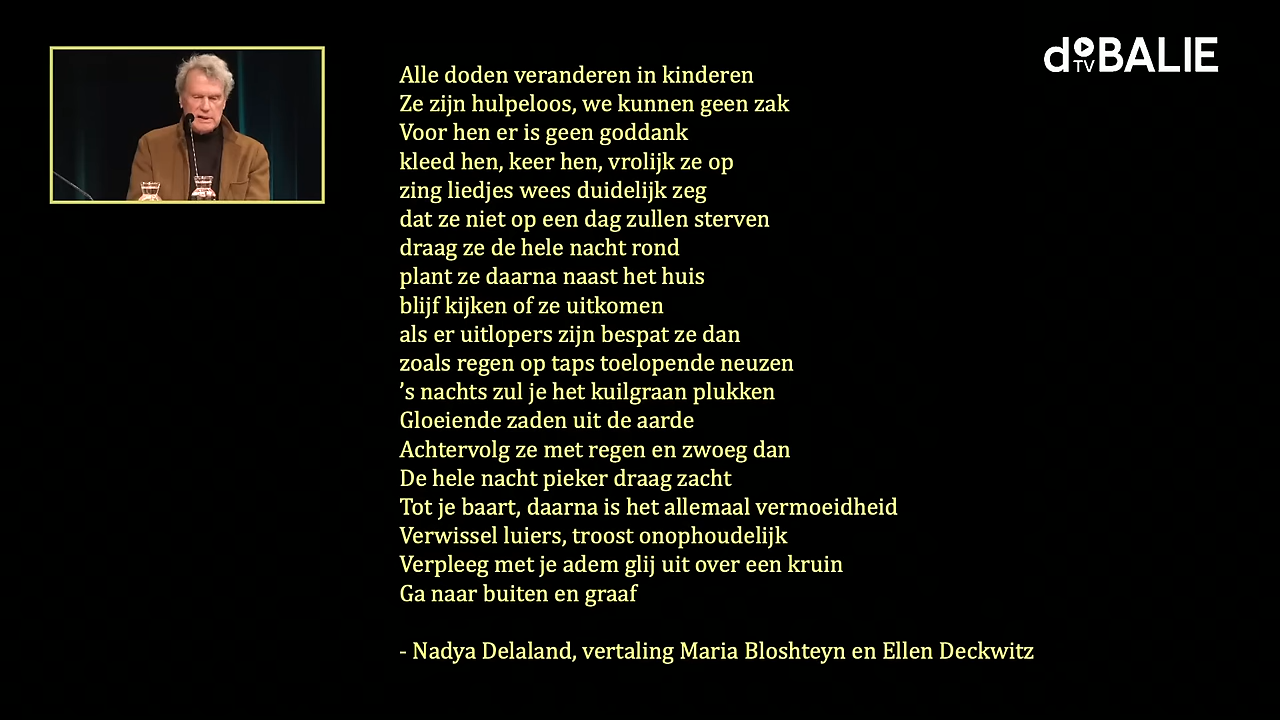 de BALIE
TV
Alle doden veranderen in kinderen
Ze zijn hulpeloos, we kunnen geen zak
Voor hen er is geen goddank
kleed hen, keer hen, vrolijk ze op
zing liedjes wees duidelijk zeg
dat ze niet op een dag zullen sterven
draag ze de hele nacht rond
plant ze daarna naast het huis
blijf kijken of ze uitkomen
als er uitlopers zijn bespat ze dan
zoals regen op taps toelopende neuzen
’s nachts zul je het kuilgraan plukken
Gloeiende zaden uit de aarde
Achtervolg ze met regen en zwoeg dan
De hele nacht pieker draag zacht
Tot je baart, daarna is het allemaal vermoeidheid
Verwissel luiers, troost onophoudelijk
Verpleeg met je adem glij uit over een kruin
Ga naar buiten en graaf
- Nadya Delaland, vertaling Maria Bloshteyn en Ellen Deckwitz